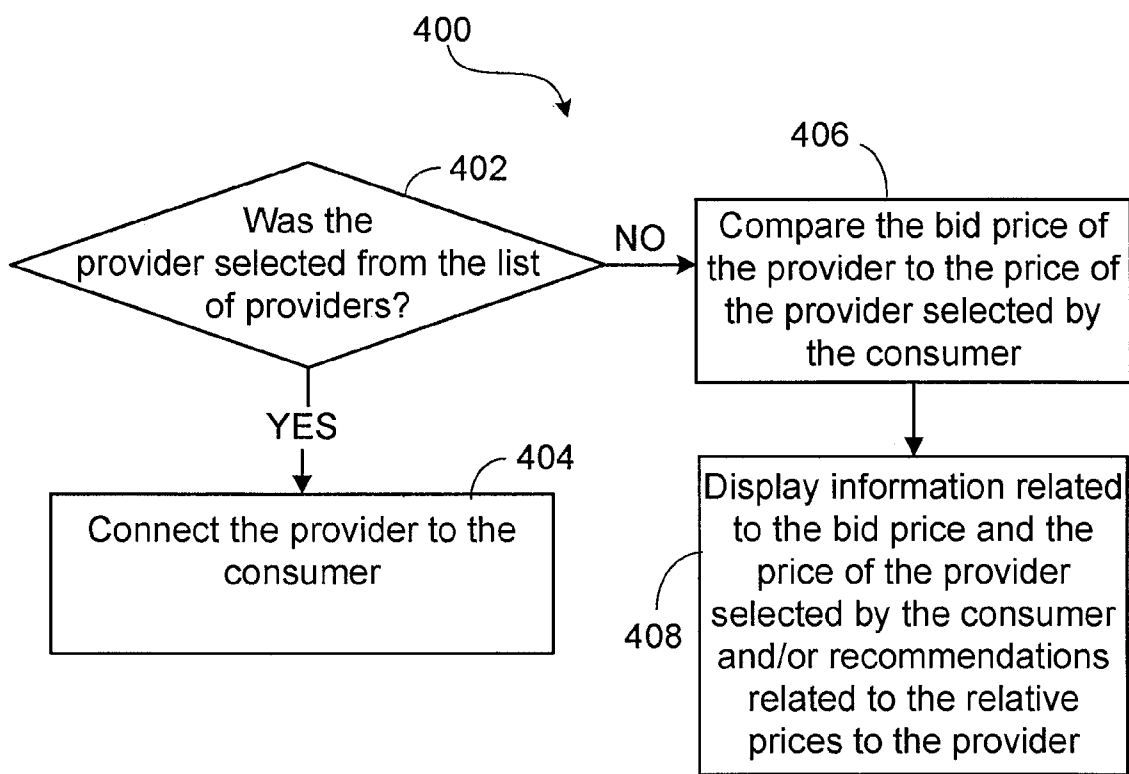 400
402
Was the
provider selected from the list
of providers?
NO
YES
404
Connect the provider to the
consumer
406
Compare the bid price of
the provider to the price of
the provider selected by
the consumer
408
Display information related
to the bid price and the
price of the provider
selected by the consumer
and/or recommendations
related to the relative
prices to the provider